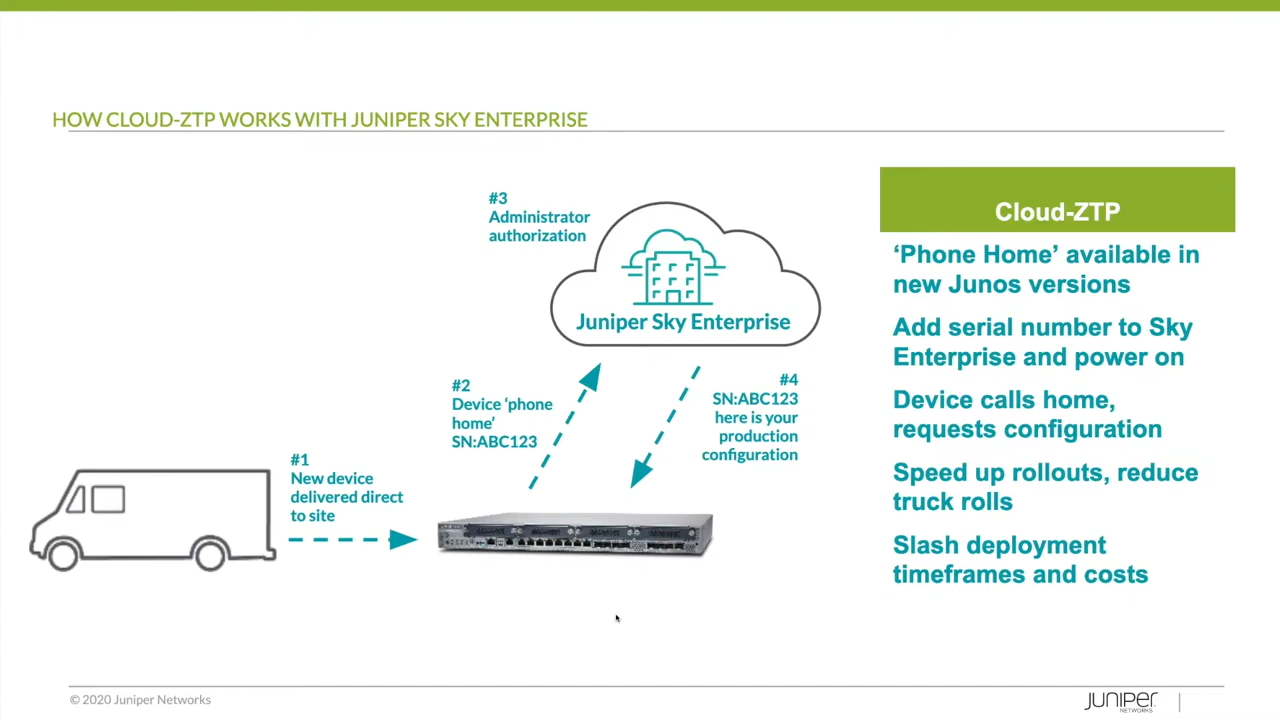 HOW CLOUD-ZTP WORKS WITH JUNIPER SKY ENTERPRISE
#3
Administrator
authorization
Juniper Sky Enterprise
#2
Device ‘phone
home’
SN:ABC123
#4
SN:ABC123
here is your
production
configuration
#1
New device
delivered direct
to site
Cloud-ZTP
‘Phone Home’ available in
new Junos versions
Add serial number to Sky
Enterprise and power on
Device calls home,
requests configuration
Speed up rollouts, reduce
truck rolls
Slash deployment
timeframes and costs
© 2020 Juniper Networks
JUNIPER
NETWORKS